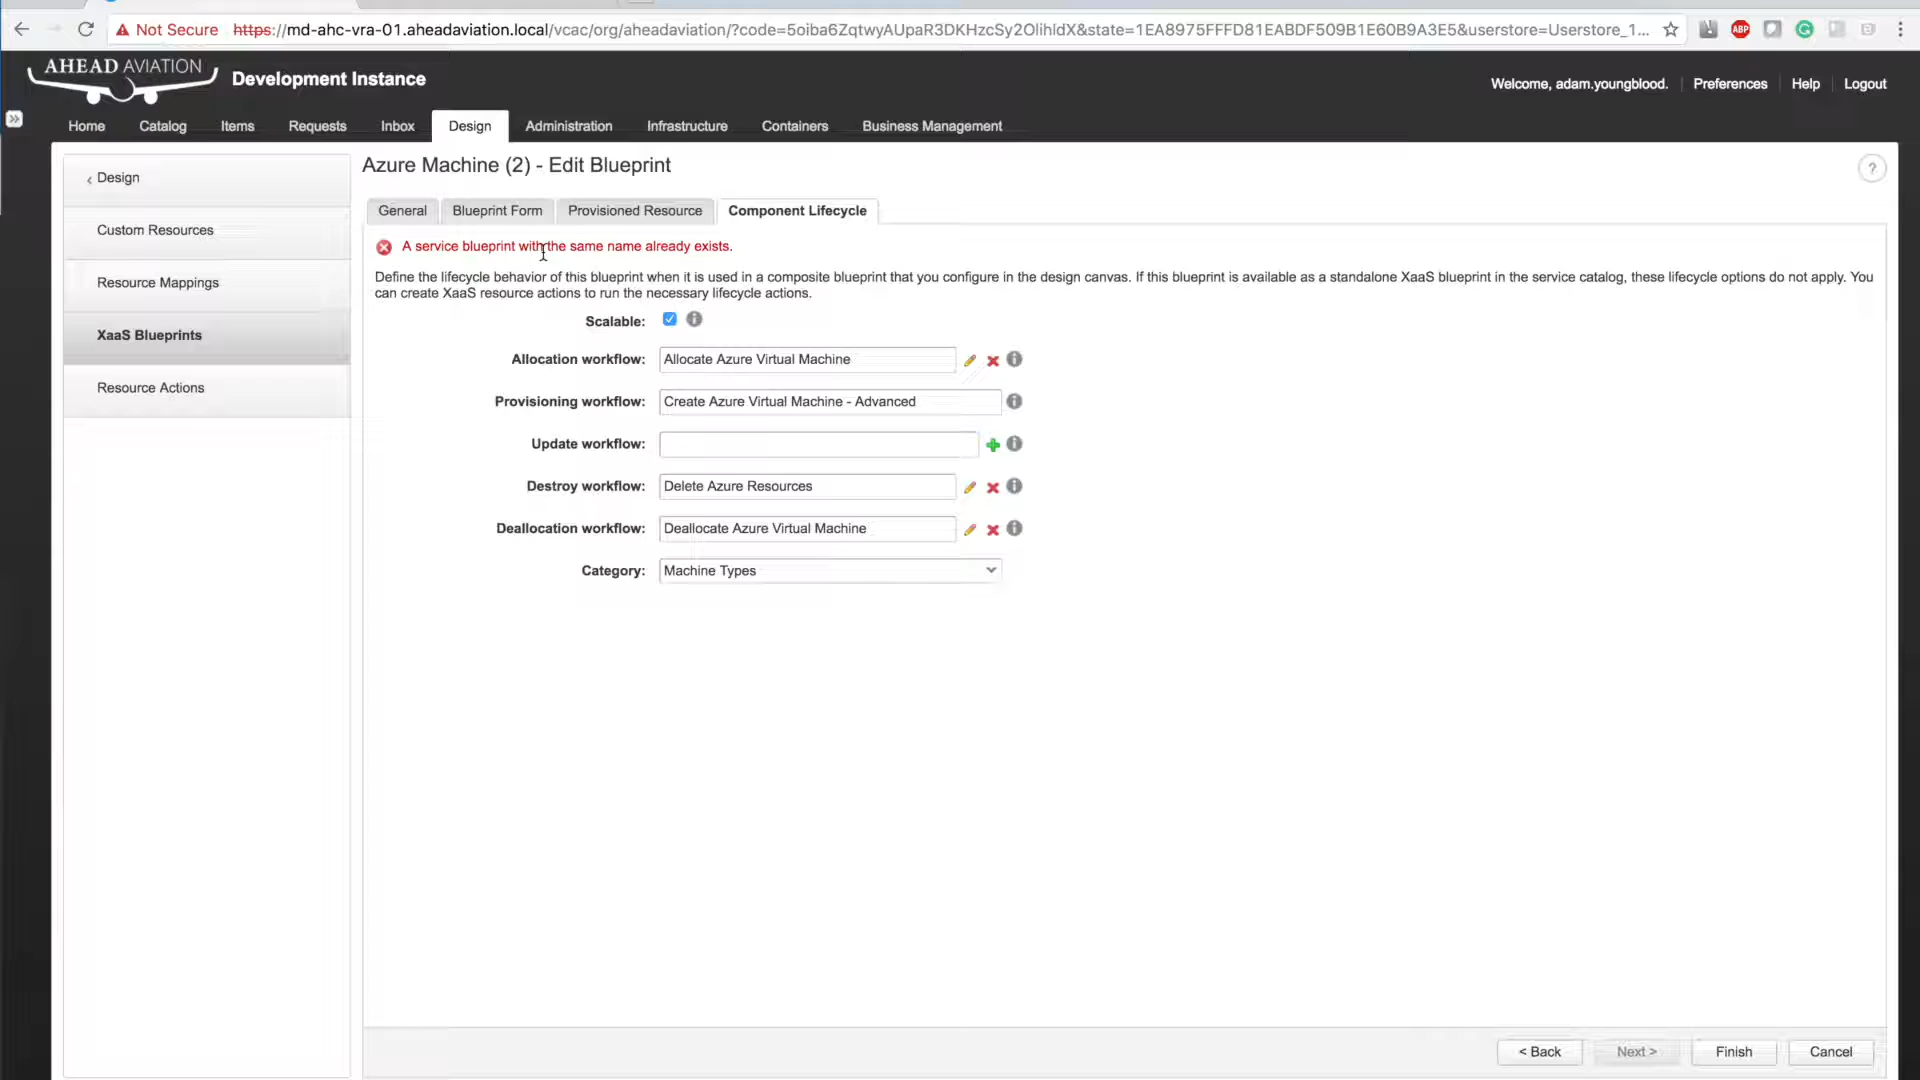 Not Secure https://md-ahc-vra-01.aheadaviation.local/vcac/org/aheadaviation/?code=5oiba6ZqtwyAUpaR3DKHzcSy2OlihldX&state=1EA8975FFFD81EABDF509B1E60B9A3E5&userstore=Userstore_1... ABP
AHEAD AVIATION Development Instance
Welcome, adam.youngblood. Preferences Help Logout
Home Catalog Items Requests Inbox Design Administration Infrastructure Containers Business Management
‹ Design
Custom Resources
Resource Mappings
XaaS Blueprints
Resource Actions
Azure Machine (2) - Edit Blueprint
?
General Blueprint Form Provisioned Resource Component Lifecycle
A service blueprint with the same name already exists.
Define the lifecycle behavior of this blueprint when it is used in a composite blueprint that you configure in the design canvas. If this blueprint is available as a standalone XaaS blueprint in the service catalog, these lifecycle options do not apply. You
can create XaaS resource actions to run the necessary lifecycle actions.
Scalable:
Allocation workflow: Allocate Azure Virtual Machine
Provisioning workflow: Create Azure Virtual Machine - Advanced
Update workflow:
Destroy workflow: Delete Azure Resources
Deallocation workflow: Deallocate Azure Virtual Machine
Category: Machine Types
< Back Next > Finish Cancel